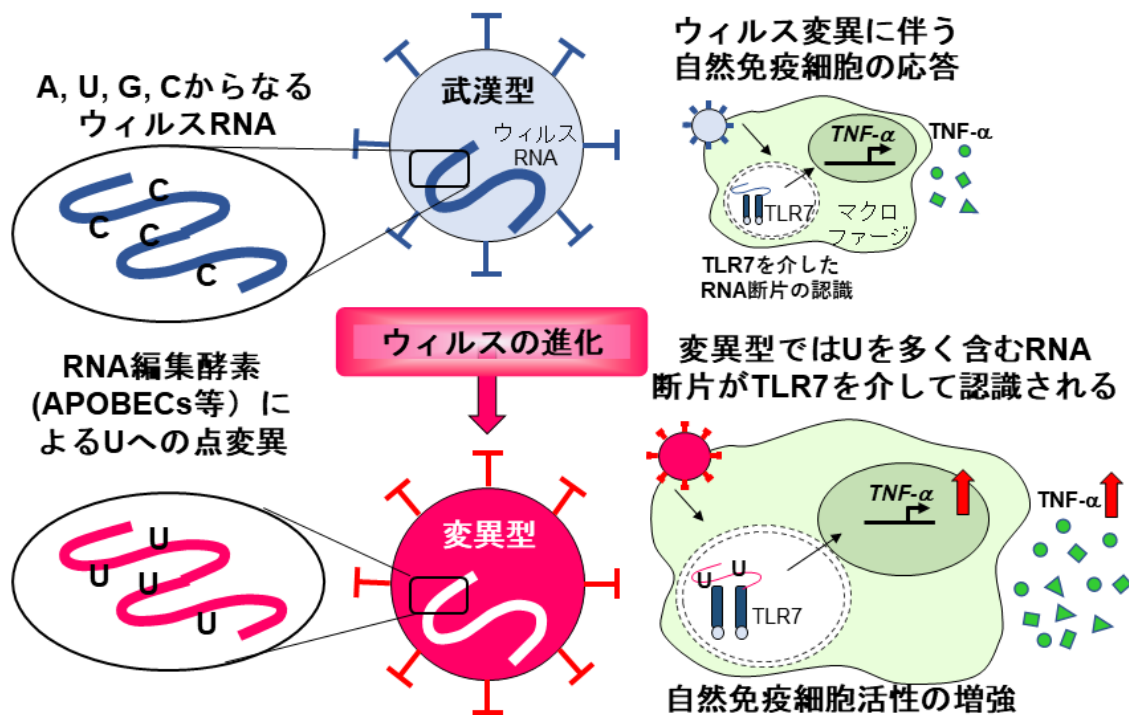 A, U, G, Cからなる
ウィルスRNA
C
C
C
C
武漢型
ウィルス
RNA
ウィルス変異に伴う
自然免疫細胞の応答
TNF-α
TNF-α
TLR7
マクロ
ファージ
TLR7を介した
RNA断片の認識
ウィルスの進化
RNA編集酵素
(APOBECs等）に
よるUへの点変異
U
U
U
U
変異型
変異型ではUを多く含むRNA
断片がTLR7を介して認識される
TNF-α
TNF-α
U
U
TLR7
自然免疫細胞活性の増強